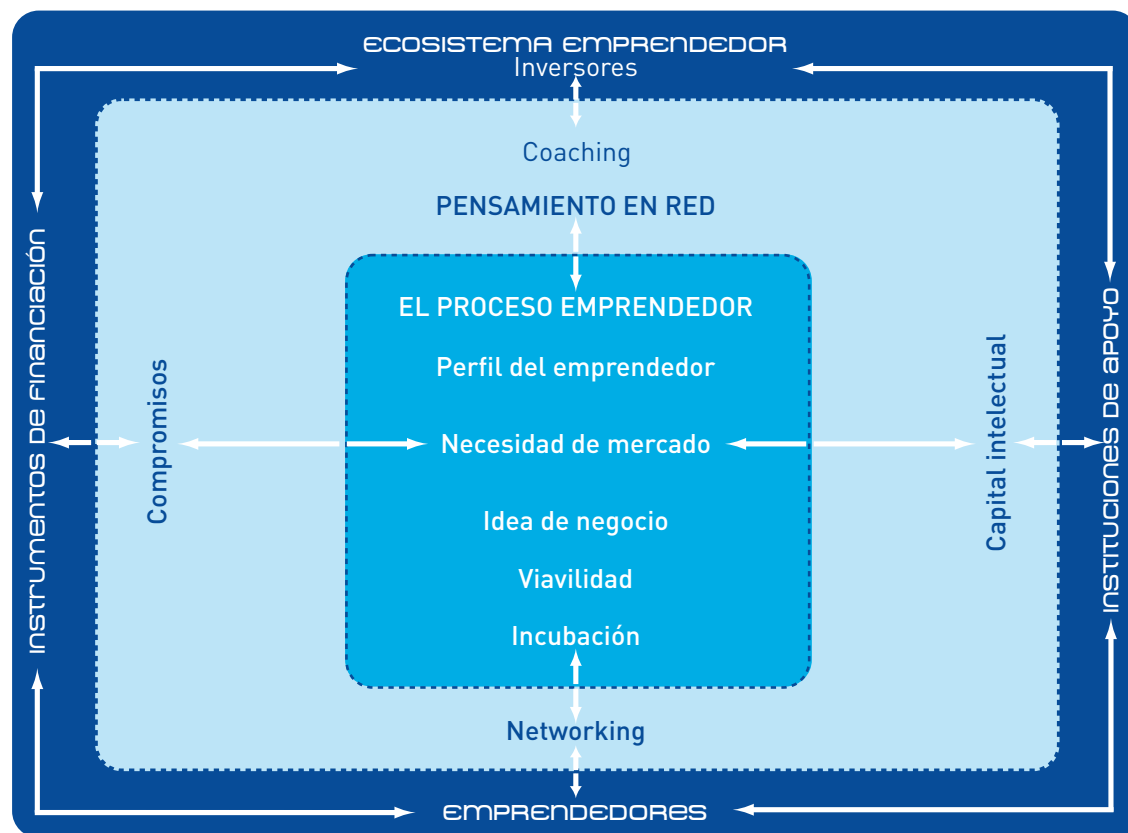 ECOSISTEMA EMPRENDEDOR
Inversores
Coaching
PENSAMIENTO EN RED
EL PROCESO EMPRENDEDOR
Perfil del emprendedor
Necesidad de mercado
Idea de negocio
Viavilidad
Incubación
Networking
EMPRENDEDORES
INSTRUMENTOS DE FINANCIACIÓN
Compromisos
Capital intelectual
INSTITUCIONES DE APOYO